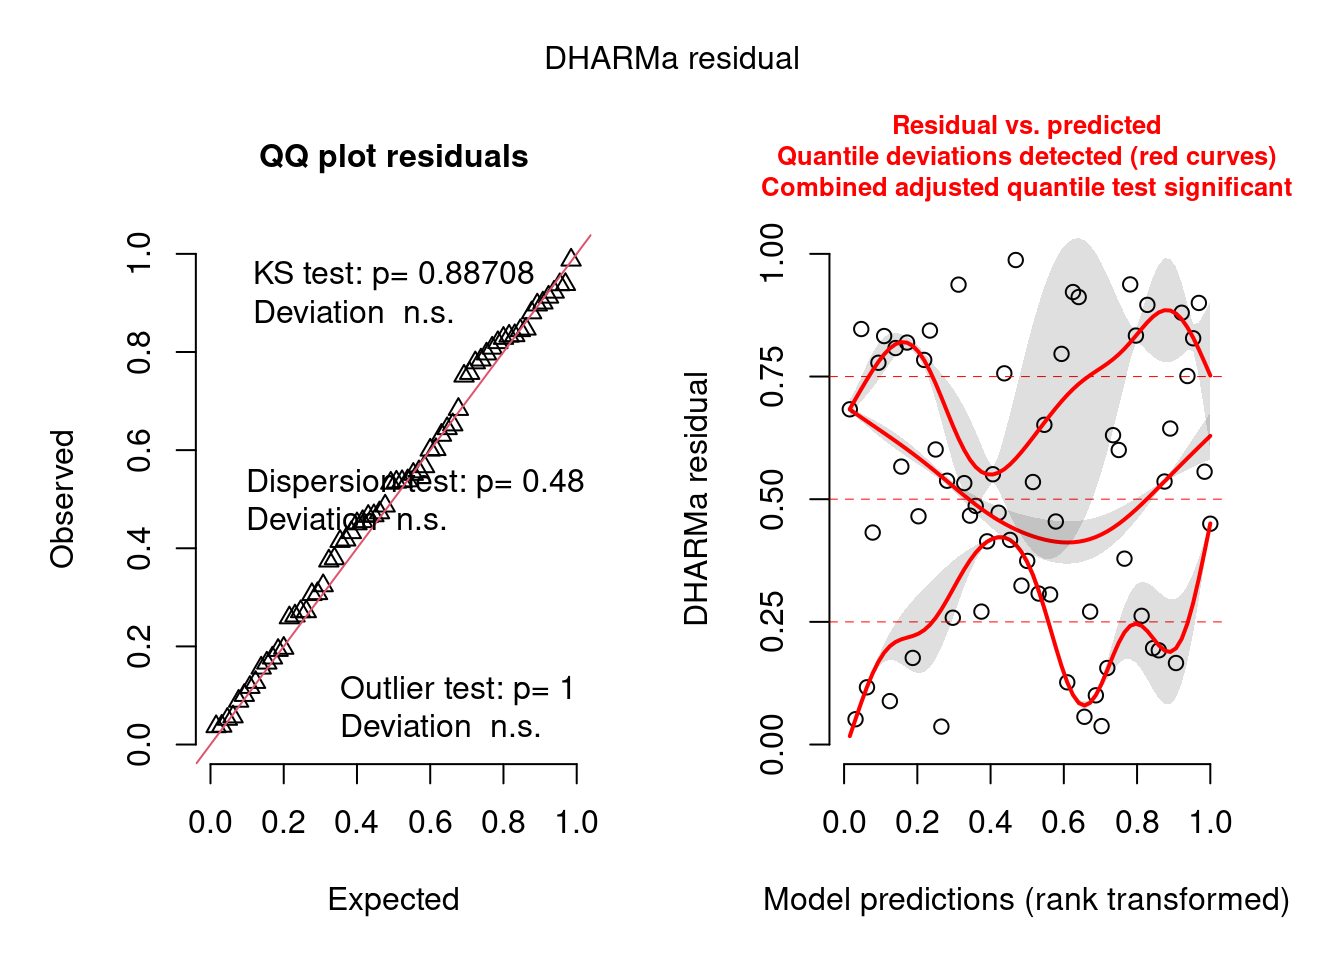 DHARMa residual
QQ plot residuals
KS test: p= 0.88708
Deviation  n.s.
Dispersion test: p= 0.48
Deviation  n.s.
Outlier test: p= 1
Deviation  n.s.
Observed
0.0 0.2 0.4 0.6 0.8 1.0
0.0 0.2 0.4 0.6 0.8 1.0
Expected
Residual vs. predicted
Quantile deviations detected (red curves)
Combined adjusted quantile test significant
DHARMa residual
0.00 0.25 0.50 0.75 1.00
0.0 0.2 0.4 0.6 0.8 1.0
Model predictions (rank transformed)